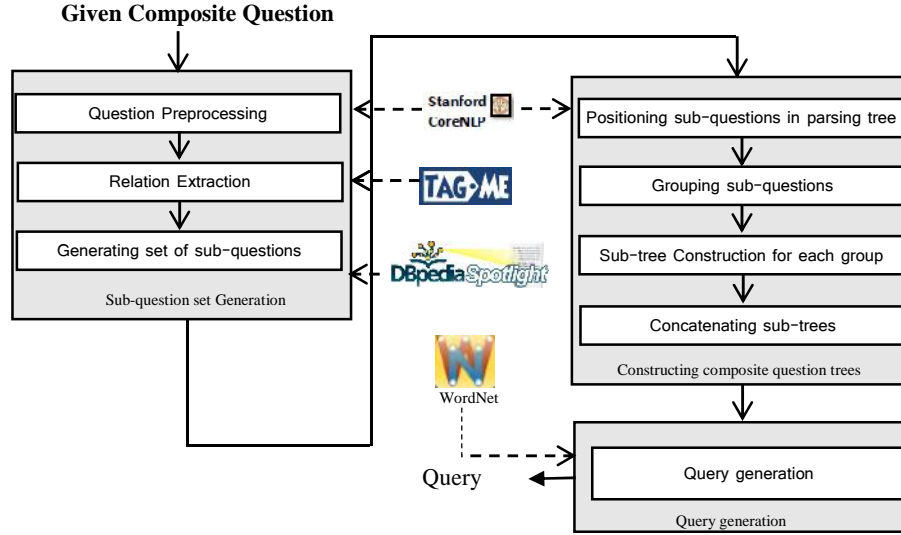 Given Composite Question
Question Preprocessing
Relation Extraction
Generating set of sub-questions
Sub-question set Generation
Stanford
CoreNLP
TAG ME
DBpedia Spotlight
WordNet
Query
Positioning sub-questions in parsing tree
Grouping sub-questions
Sub-tree Construction for each group
Concatenating sub-trees
Constructing composite question trees
Query generation
Query generation